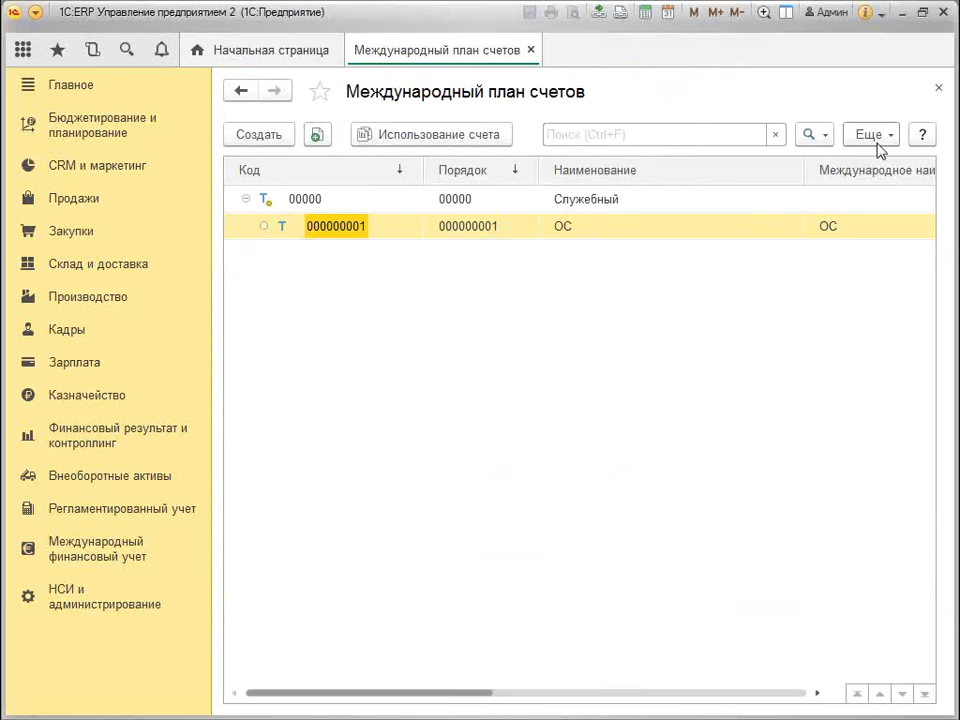 1С:ERP Управление предприятием 2 (1С:Предприятие)
M M+ M- Админ
Начальная страница
Международный план счетов ×
Главное
Бюджетирование и
планирование
CRM и маркетинг
Продажи
Закупки
Склад и доставка
Производство
Кадры
Зарплата
Казначейство
Финансовый результат и
контроллинг
Внеоборотные активы
Регламентированный учет
Международный
финансовый учет
НСИ и
администрирование
Международный план счетов
Создать
Использование счета
Поиск (Ctrl+F)
Еще
?
Код Порядок Наименование Международное наи
00000 00000 Служебный
000000001 000000001 ОС ОС